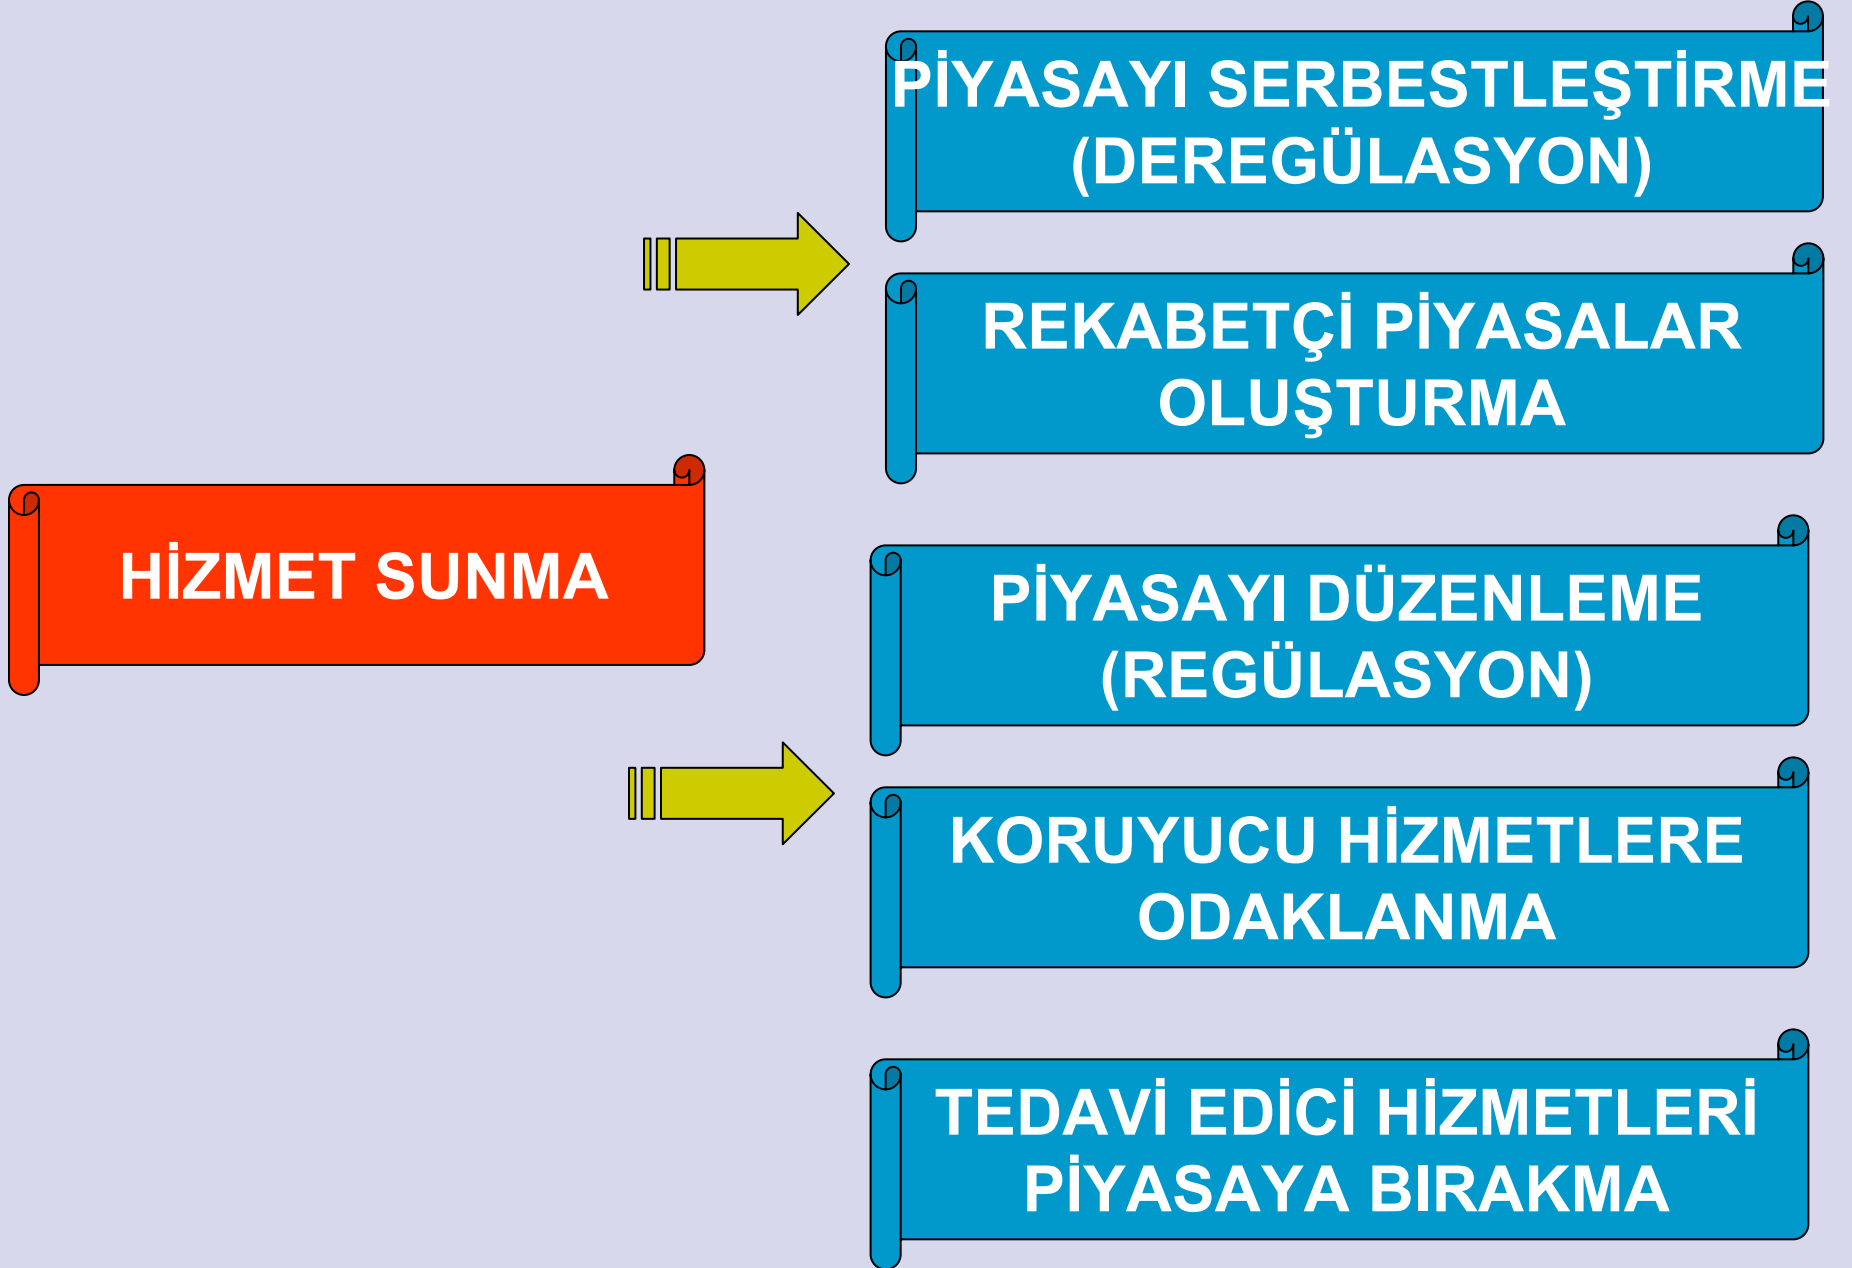 PİYASAYI SERBESTLEŞTİRME
(DEREGÜLASYON)
REKABETÇİ PİYASALAR
OLUŞTURMA
HİZMET SUNMA
PİYASAYI DÜZENLEME
(REGÜLASYON)
KORUYUCU HİZMETLERE
ODAKLANMA
TEDAVİ EDİCİ HİZMETLERİ
PİYASAYA BIRAKMA